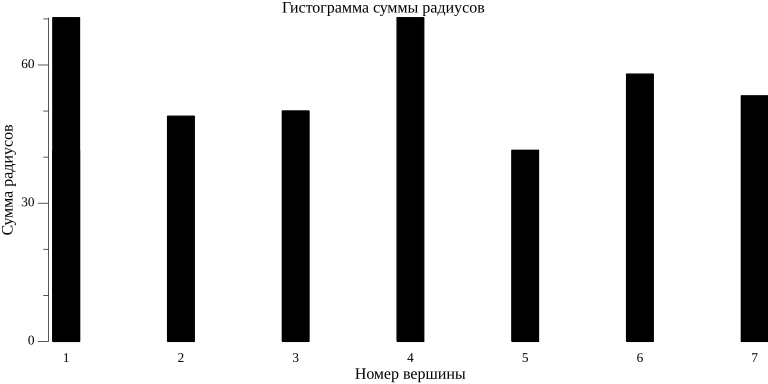 Гистограмма суммы радиусов
Сумма радиусов
60
30
0
1 2 3 4 5 6 7
Номер вершины